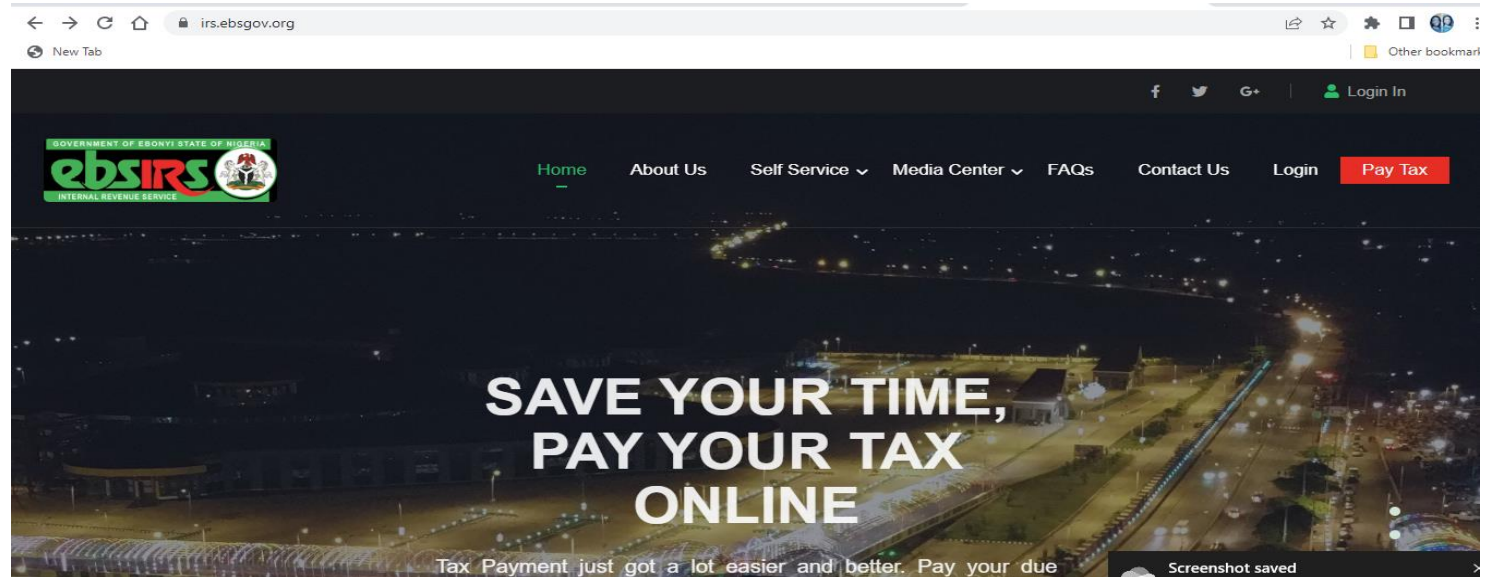 irs.ebsgov.org
New Tab
Other bookmark
Login In
GOVERNMENT OF EBONYI STATE OF NIGERIA
ebsIRS
INTERNAL REVENUE SERVICE
Home About Us Self Service Media Center FAQs Contact Us Login Pay Tax
SAVE YOUR TIME,
PAY YOUR TAX
ONLINE
Tax Payment just got a lot easier and better. Pay your due
Screenshot saved